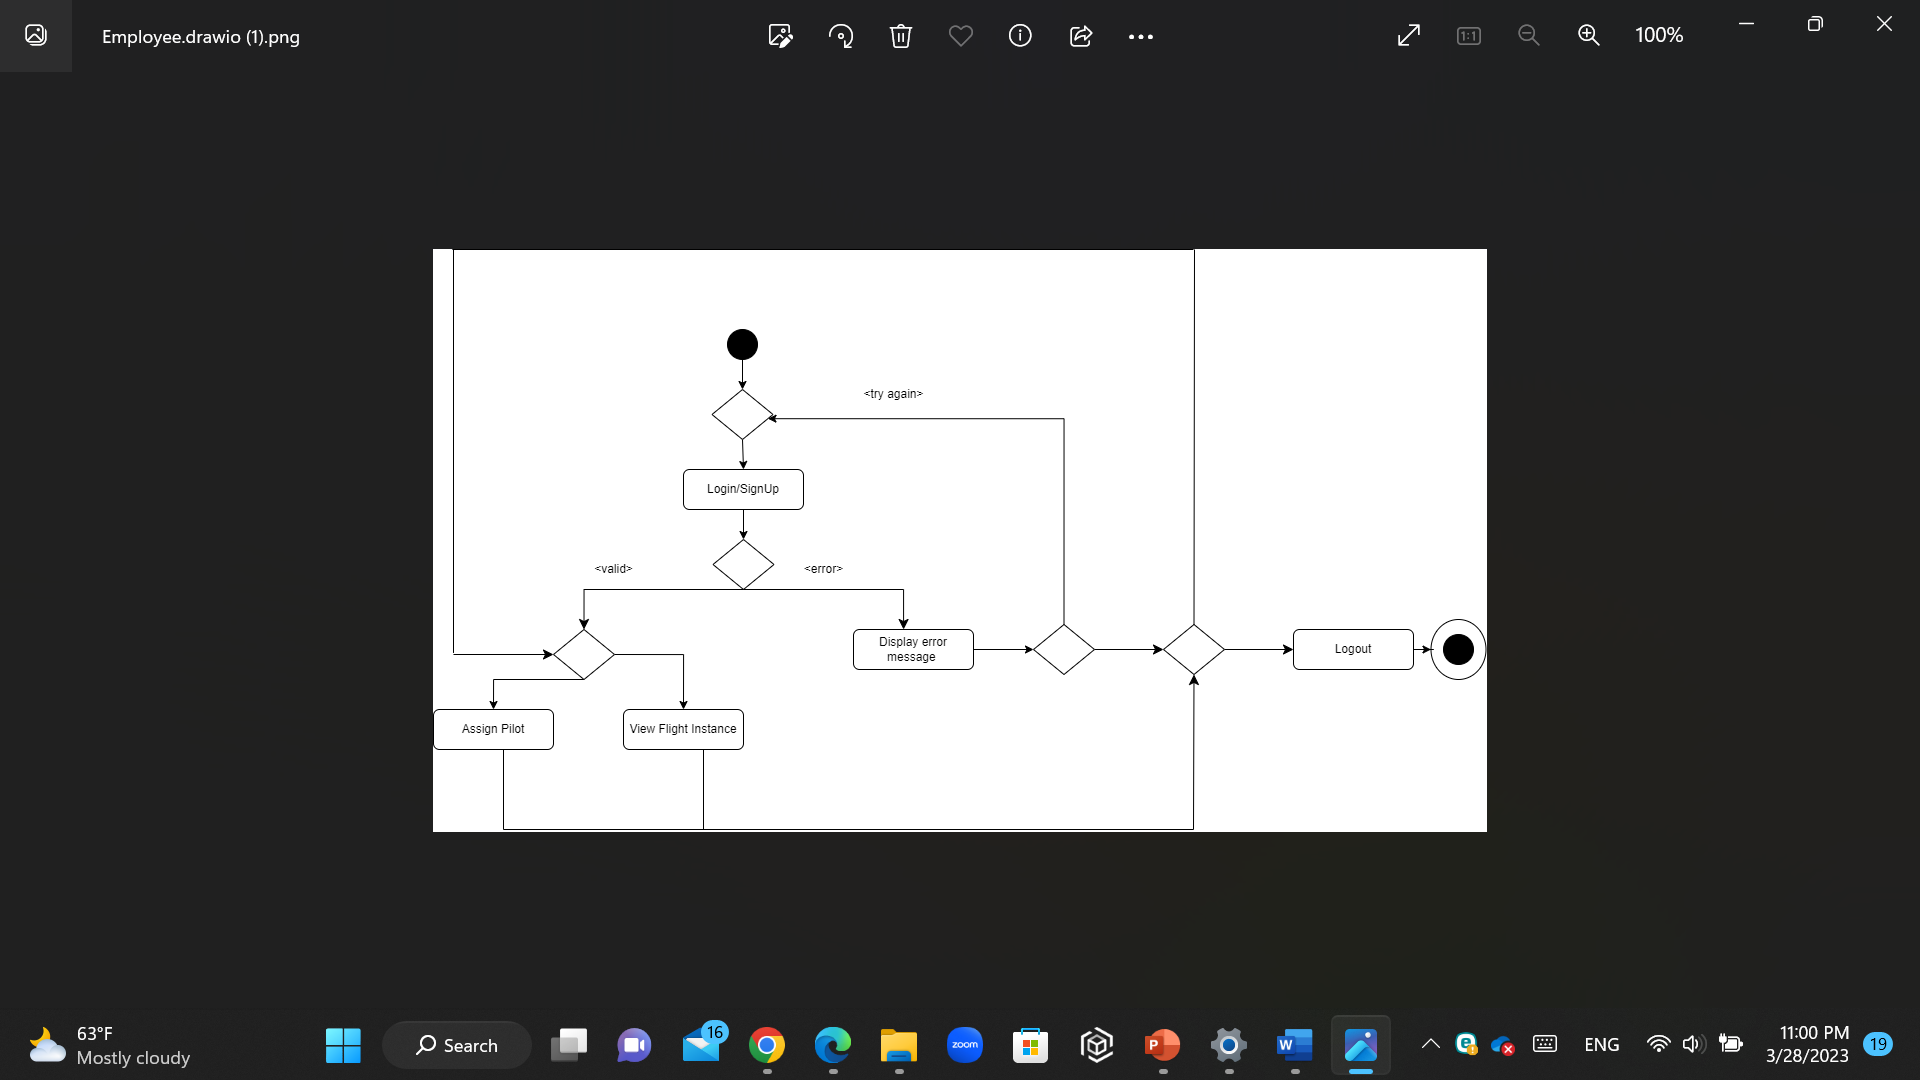 Employee.drawio (1).png
100%
<try again>
Login/SignUp
<valid>
<error>
Display error
message
Logout
Assign Pilot
View Flight Instance
63°F
Mostly cloudy
Search
16
zoom
P
W
ENG
11:00 PM
3/28/2023
19